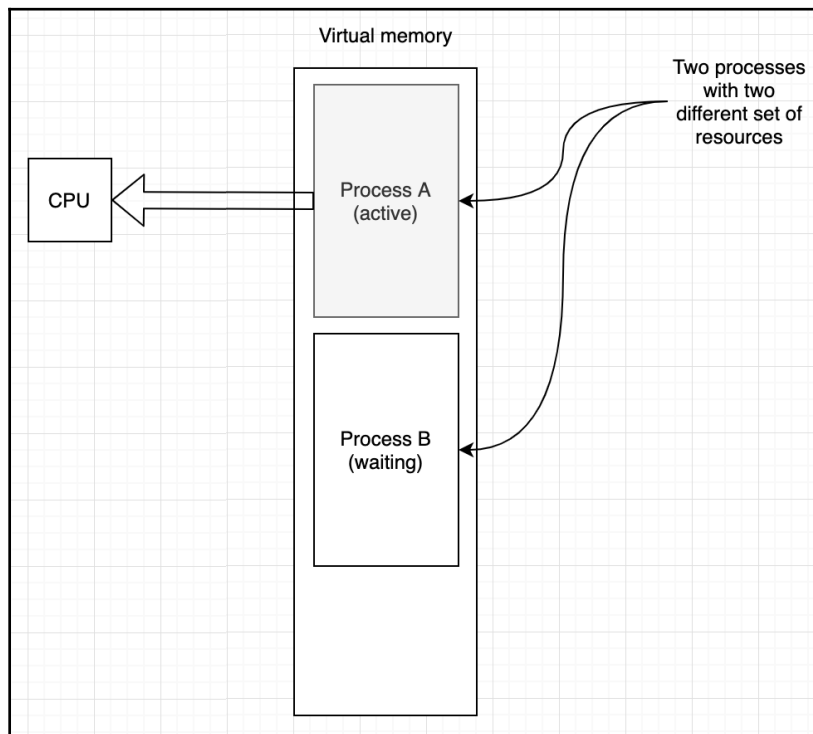 Virtual memory
Two processes
with two
different set of
resources
CPU
Process A
(active)
Process B
(waiting)